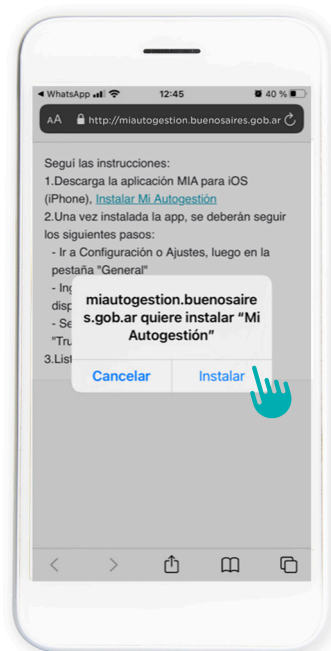 WhatsApp 12:45 40 %
AA http://miautogestion.buenosaires.gob.ar
Seguí las instrucciones:
1.Descarga la aplicación MIA para iOS
(iPhone), Instalar Mi Autogestión
2.Una vez instalada la app, se deberán seguir
los siguientes pasos:
- Ir a Configuración o Ajustes, luego en la
pestaña "General"
- Ing
disp
- Se
"Tru
3.List
miautogestion.buenosaire
s.gob.ar quiere instalar “Mi
Autogestión”
Cancelar Instalar